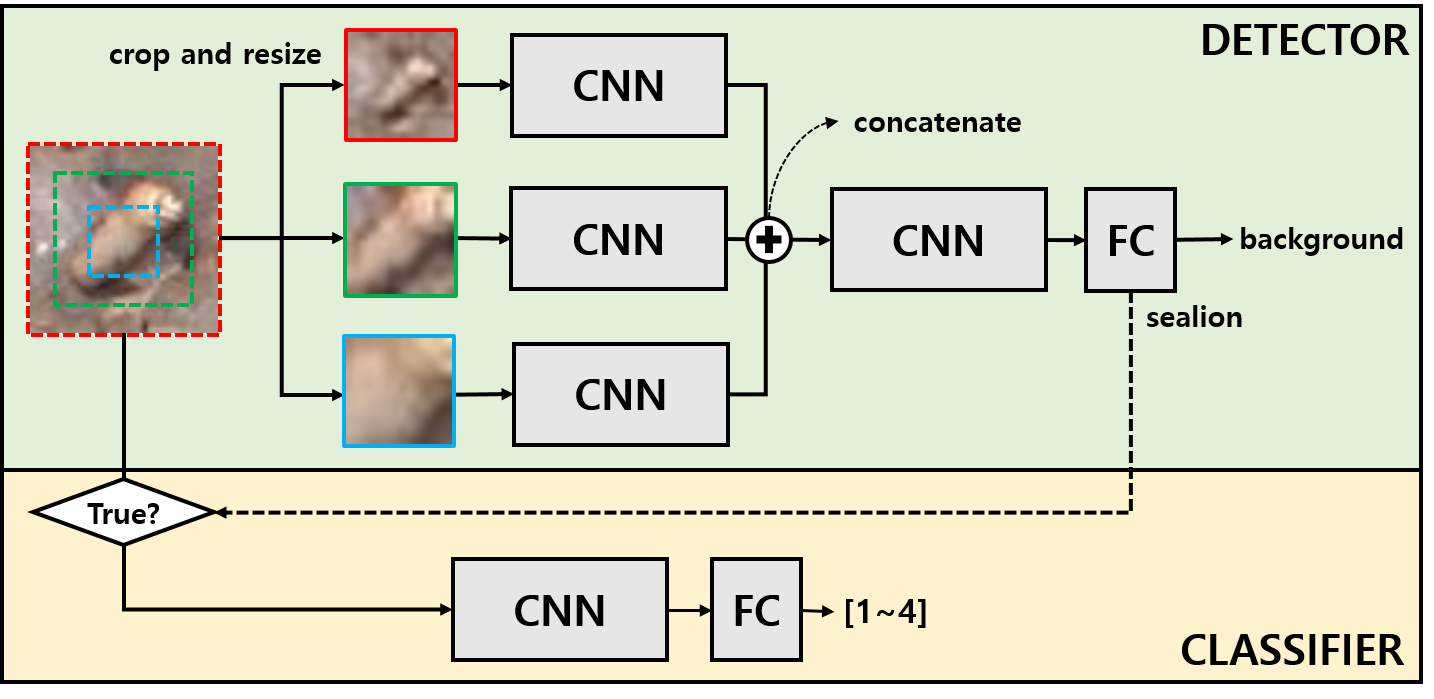 DETECTOR
crop and resize
CNN
concatenate
CNN
CNN
FC
background
sealion
CNN
True?
CNN
FC
[1~4]
CLASSIFIER